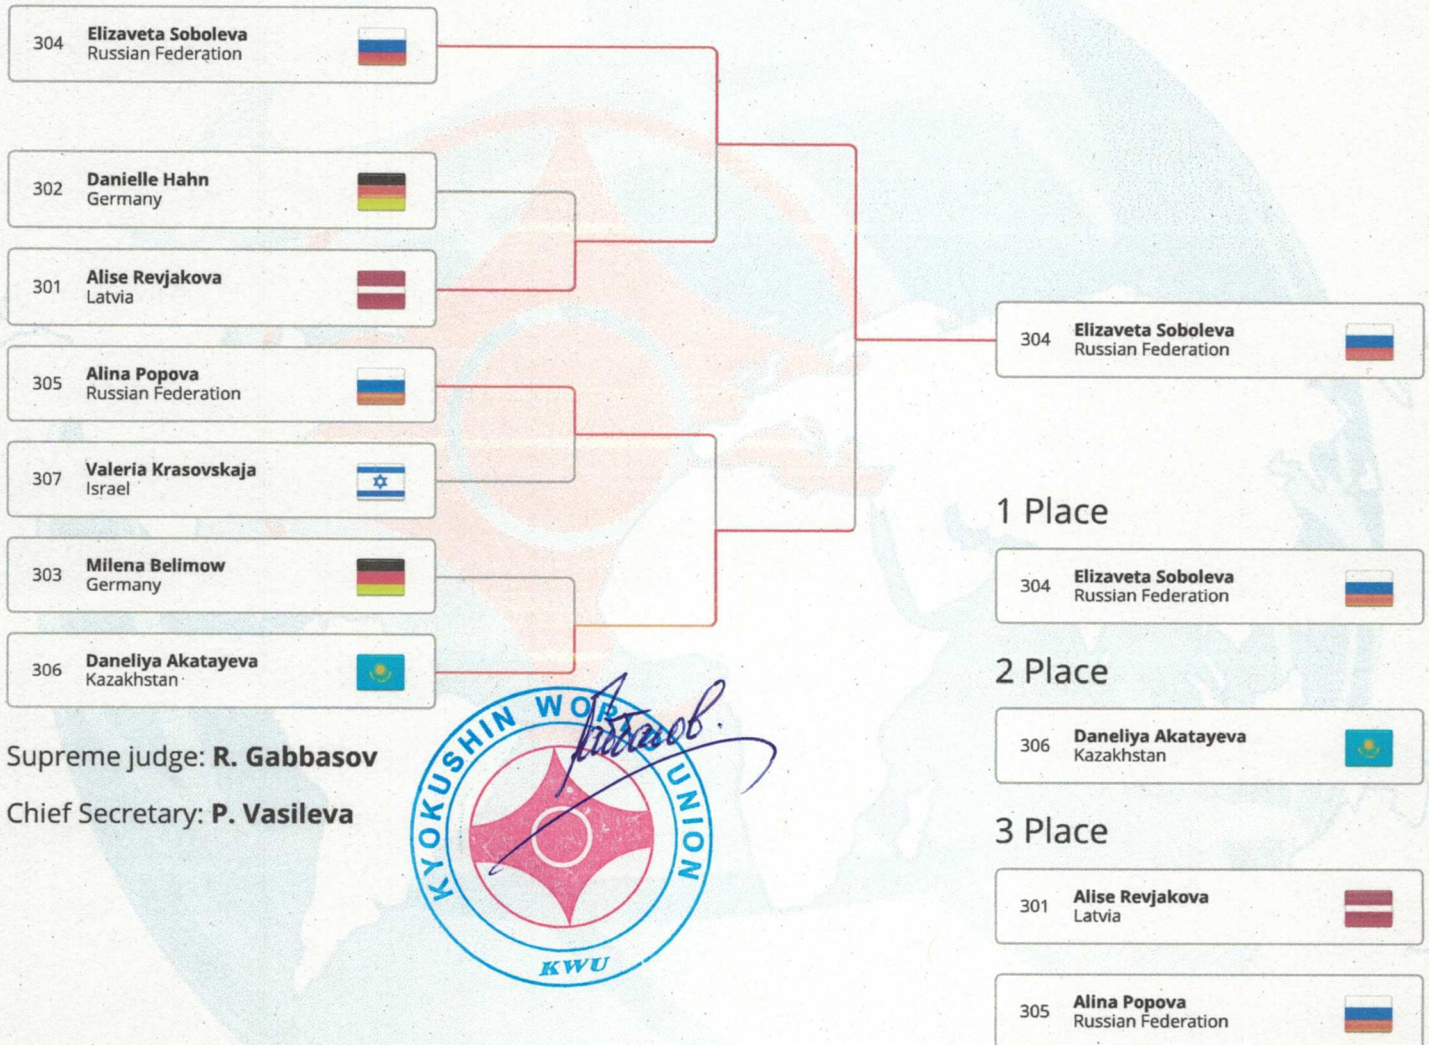 304
Elizaveta Soboleva
Russian Federation
302
Danielle Hahn
Germany
301
Alise Revjakova
Latvia
305
Alina Popova
Russian Federation
307
Valeria Krasovskaja
Israel
303
Milena Belimow
Germany
306
Daneliya Akatayeva
Kazakhstan
Supreme judge: R. Gabbasov
Chief Secretary: P. Vasileva
KYOKUSHIN WORLD UNION
KWU
304
Elizaveta Soboleva
Russian Federation
1 Place
304
Elizaveta Soboleva
Russian Federation
2 Place
306
Daneliya Akatayeva
Kazakhstan
3 Place
301
Alise Revjakova
Latvia
305
Alina Popova
Russian Federation